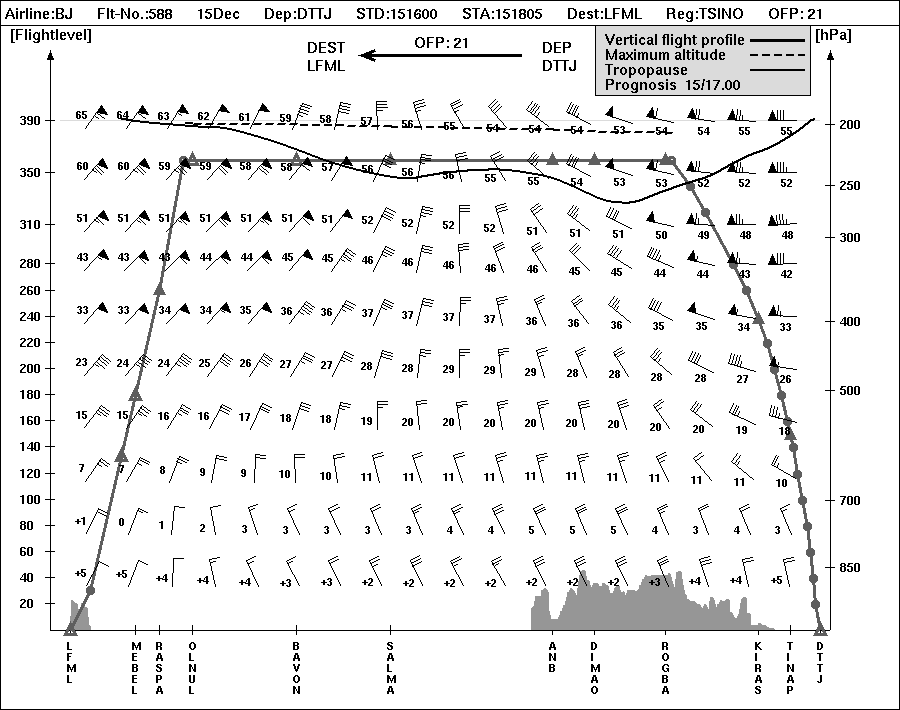 Airline:BJ Flt-No.:588 15Dec Dep:DTTJ STD:151600 STA:151805 Dest:LFML Reg:TSINO OFP: 21
[Flightlevel] DEST LFML OFP: 21 DEP DTTJ [hPa]
Vertical flight profile
Maximum altitude
Tropopause
Prognosis 15/17.00
390 65 64 63 62 61 59 58 57 56 55 54 54 54 53 54 54 55 55 200
350 60 60 59 59 58 58 57 56 56 56 55 55 54 53 53 52 52 52 250
310 51 51 51 51 51 51 51 52 52 52 52 51 51 51 50 49 48 48 300
280 43 43 43 44 44 45 45 46 46 46 46 46 46 45 44 44 43 42
240 33 33 34 34 35 36 36 37 37 37 37 36 36 36 35 35 34 33 400
220
200 23 24 24 25 26 27 27 28 28 29 29 29 28 28 28 28 27 26 500
180
160 15 15 16 16 17 18 18 19 20 20 20 20 20 20 20 20 19 18
140
120 7 7 8 9 9 10 10 11 11 11 11 11 11 11 11 11 11 10
100 700
80 +1 0 1 2 3 3 3 3 3 4 4 5 5 5 4 3 4 3
60
40 +5 +5 +4 +4 +4 +3 +3 +2 +2 +2 +2 +2 +2 +2 +3 +4 +4 +5 850
20
LFML MEBEL RASPA OLNUL BAVON SALMA ANB DIMAO ROGBA KIRAS TINAP DTTJ